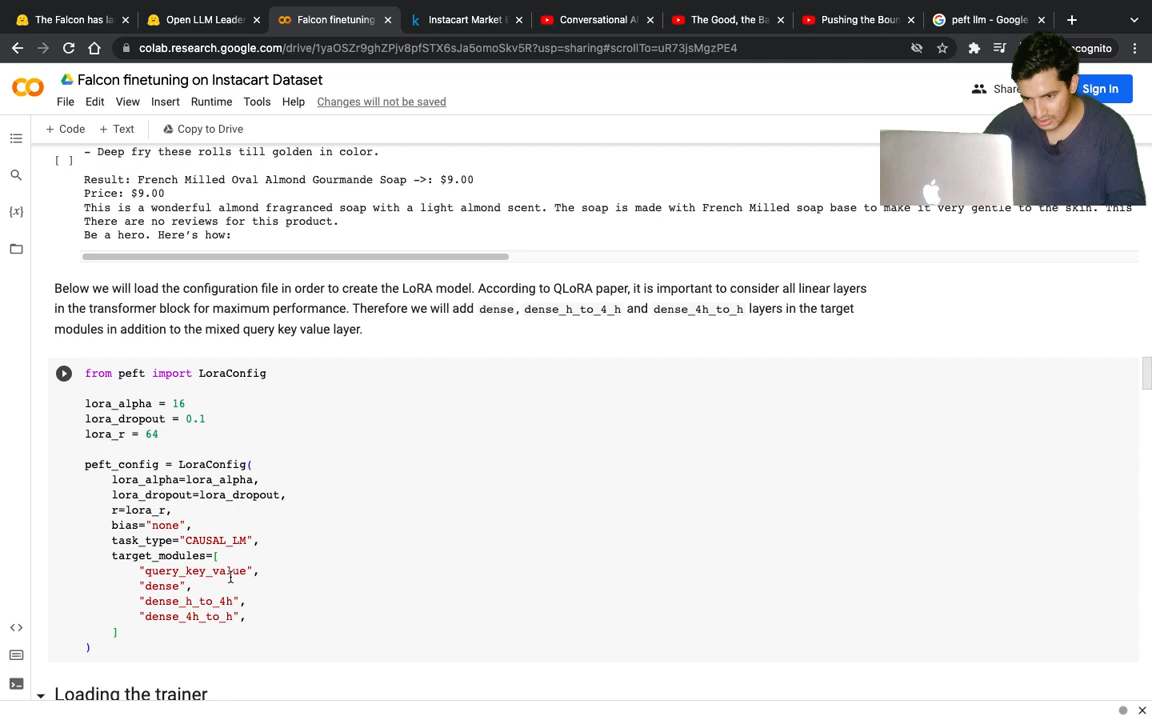 The Falcon has la
Open LLM Leader
Falcon finetuning
Instacart Market E
Conversational A
The Good, the Ba
Pushing the Boun
peft llm - Google
colab.research.google.com/drive/1yaOSZr9ghZPjv8pfSTX6sJa5omoSkv5R?usp=sharing#scrollTo=uR73jsMgzPE4
cognito
Falcon finetuning on Instacart Dataset
File Edit View Insert Runtime Tools Help Changes will not be saved
Shar
Sign in
+ Code + Text Copy to Drive
- Deep fry these rolls till golden in color.
[ ]
Result: French Milled Oval Almond Gourmande Soap ->: $9.00
Price: $9.00
This is a wonderful almond fragranced soap with a light almond scent. The soap is made with French Milled soap base to make it very gentle to the skin. This
There are no reviews for this product.
Be a hero. Here's how:
Below we will load the configuration file in order to create the LoRA model. According to QLoRA paper, it is important to consider all linear layers
in the transformer block for maximum performance. Therefore we will add dense, dense_h_to_4_h and dense_4h_to_h layers in the target
modules in addition to the mixed query key value layer.
from peft import LoraConfig
lora_alpha = 16
lora_dropout = 0.1
lora_r = 64
peft_config = LoraConfig(
lora_alpha=lora_alpha,
lora_dropout=lora_dropout,
r=lora_r,
bias="none",
task_type="CAUSAL_LM",
target_modules=[
"query_key_value",
"dense",
"dense_h_to_4h",
"dense_4h_to_h",
]
)
Loading the trainer